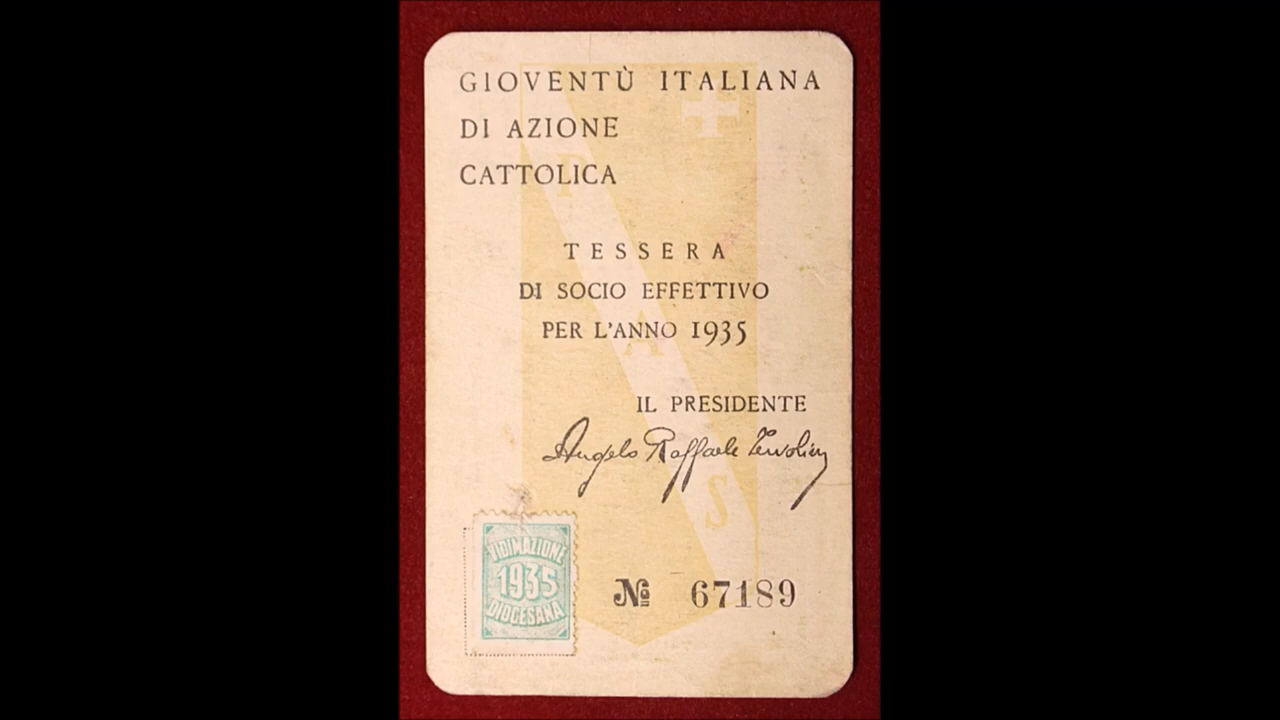 GIOVENTÙ ITALIANA
DI AZIONE
CATTOLICA
TESSERA
DI SOCIO EFFETTIVO
PER L'ANNO 1935
IL PRESIDENTE
Angelo Raffaele
VIDIMAZIONE
1935
DIOCESANA
№ 67189
P
A
S